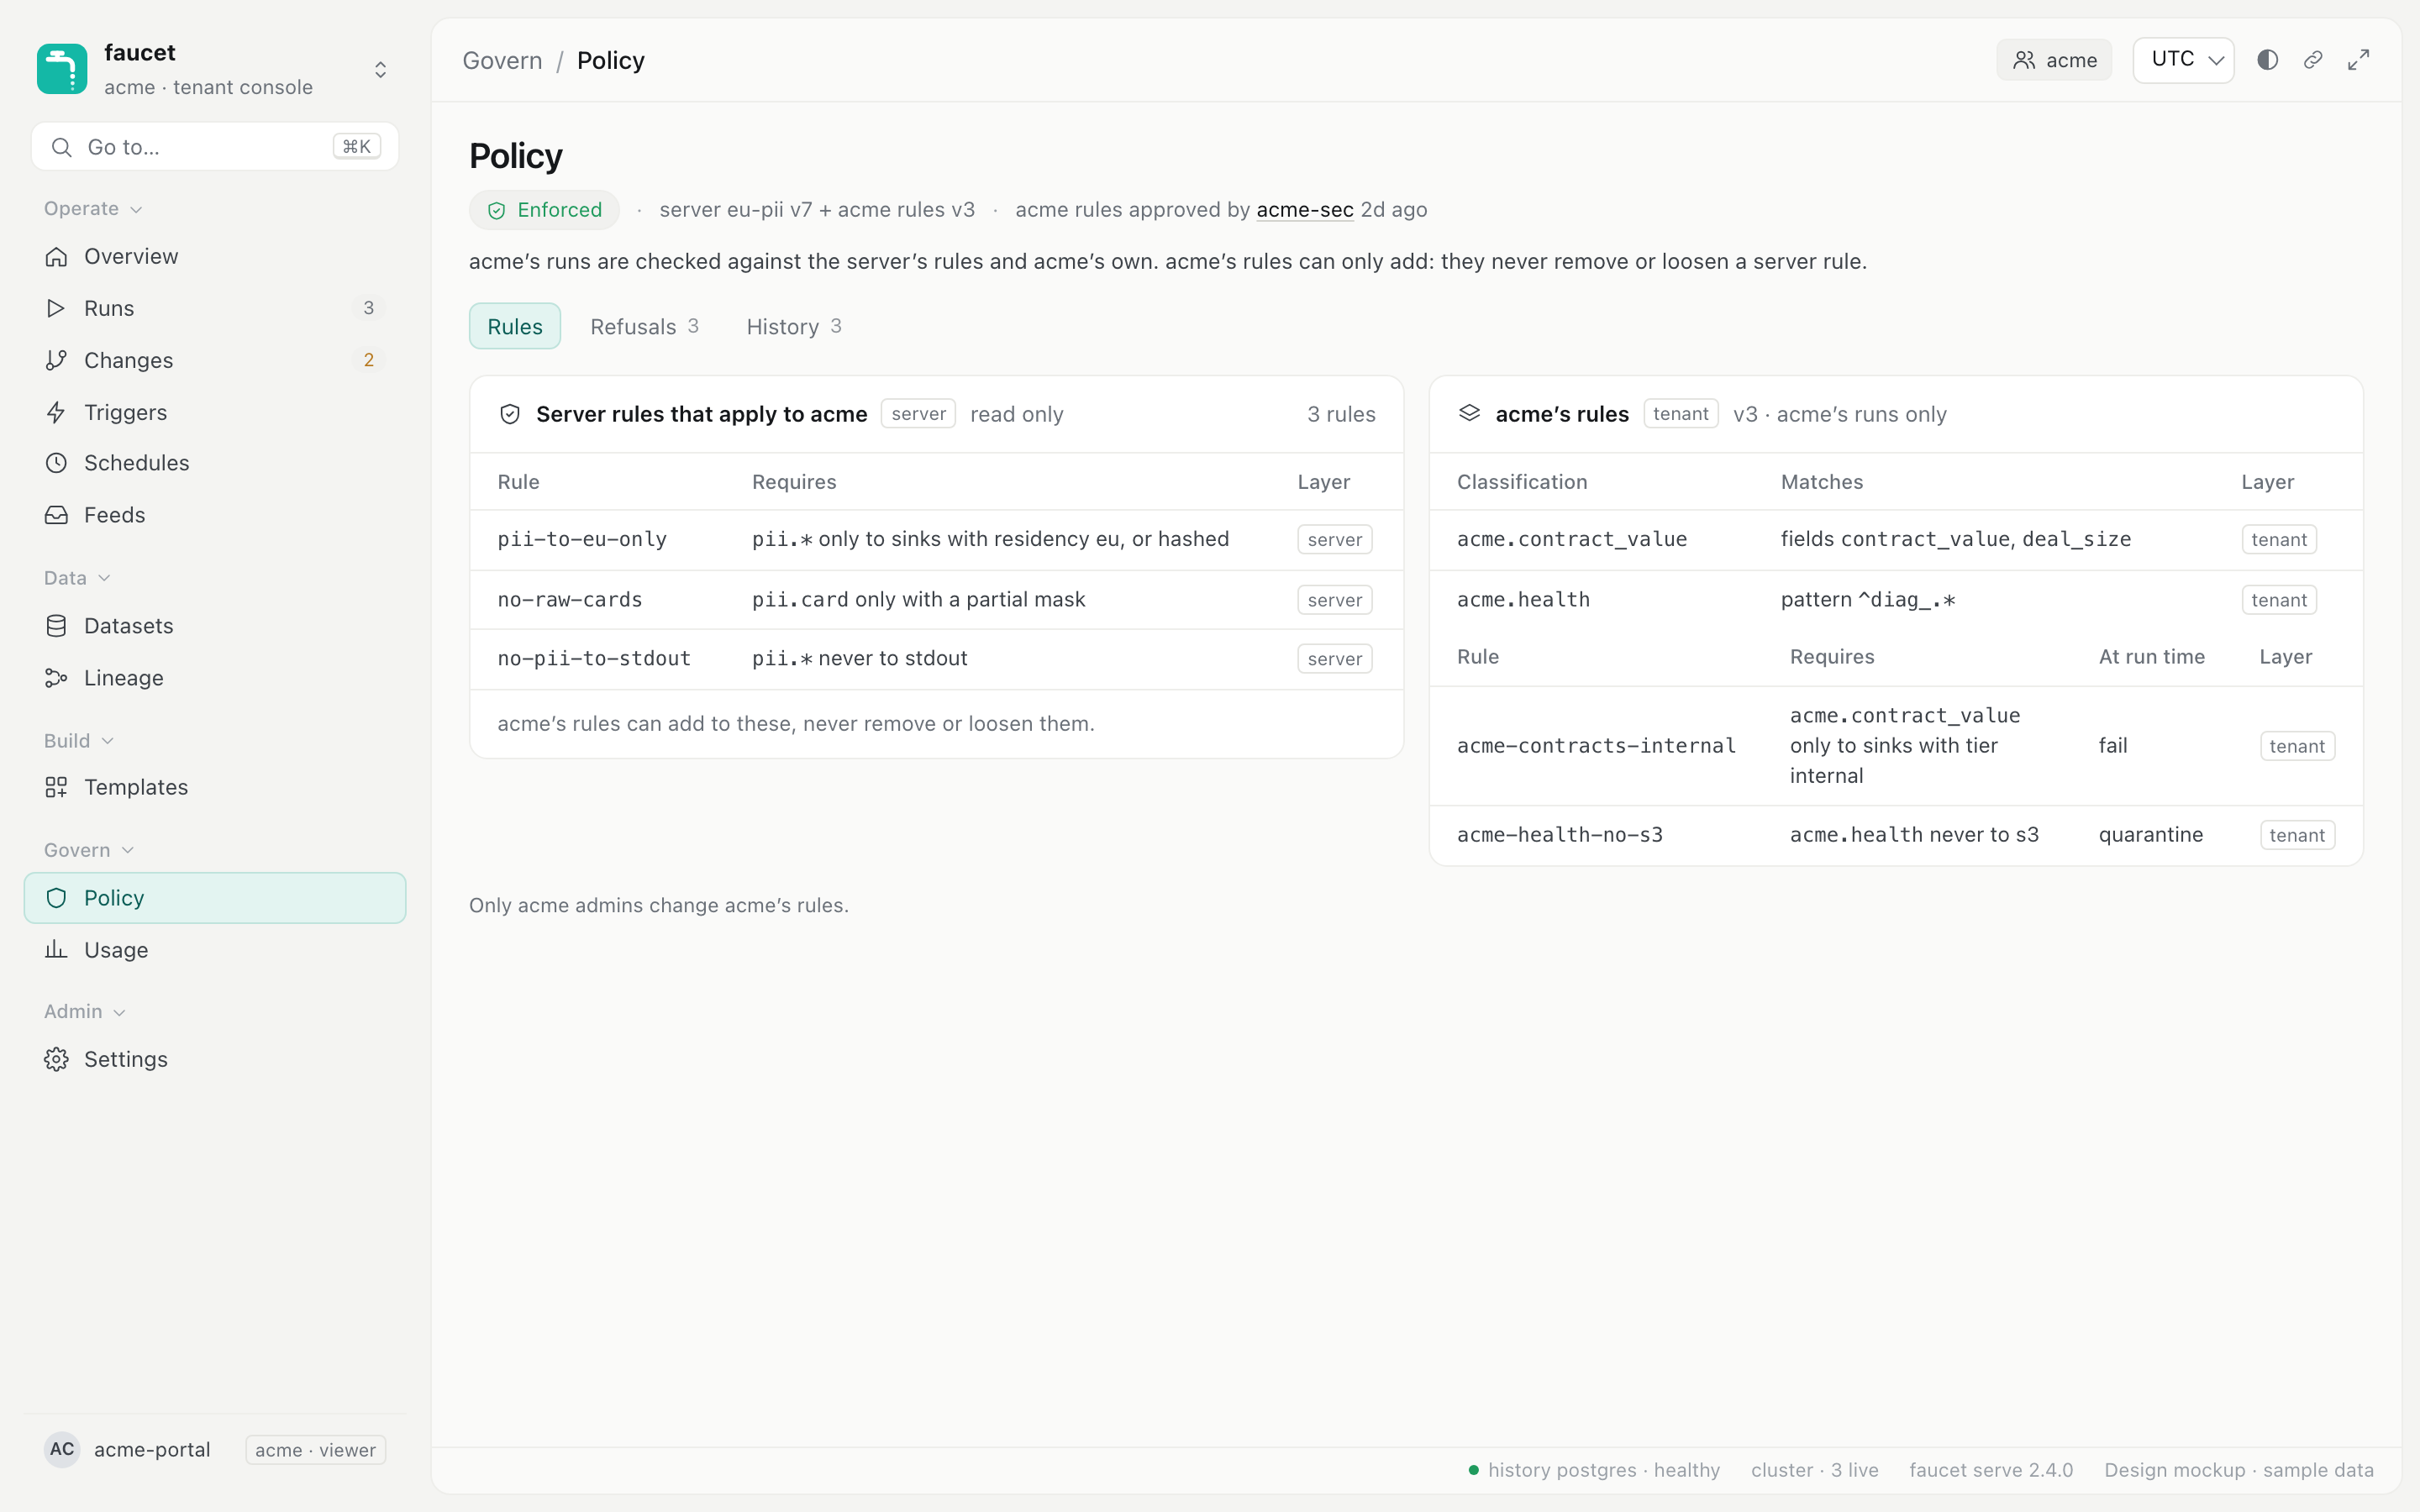 faucet
acme · tenant console
Go to...
⌘K
Operate
Overview
Runs 3
Changes 2
Triggers
Schedules
Feeds
Data
Datasets
Lineage
Build
Templates
Govern
Policy
Usage
Admin
Settings
AC acme-portal acme · viewer
Govern / Policy
acme
UTC
Policy
Enforced · server eu-pii v7 + acme rules v3 · acme rules approved by acme-sec 2d ago
acme’s runs are checked against the server’s rules and acme’s own. acme’s rules can only add: they never remove or loosen a server rule.
Rules Refusals 3 History 3
Server rules that apply to acme server read only 3 rules
Rule Requires Layer
pii-to-eu-only pii.* only to sinks with residency eu, or hashed server
no-raw-cards pii.card only with a partial mask server
no-pii-to-stdout pii.* never to stdout server
acme’s rules can add to these, never remove or loosen them.
acme’s rules tenant v3 · acme’s runs only
Classification Matches Layer
acme.contract_value fields contract_value, deal_size tenant
acme.health pattern ^diag_.* tenant
Rule Requires At run time Layer
acme-contracts-internal acme.contract_value only to sinks with tier internal fail tenant
acme-health-no-s3 acme.health never to s3 quarantine tenant
Only acme admins change acme’s rules.
history postgres · healthy cluster · 3 live faucet serve 2.4.0 Design mockup · sample data